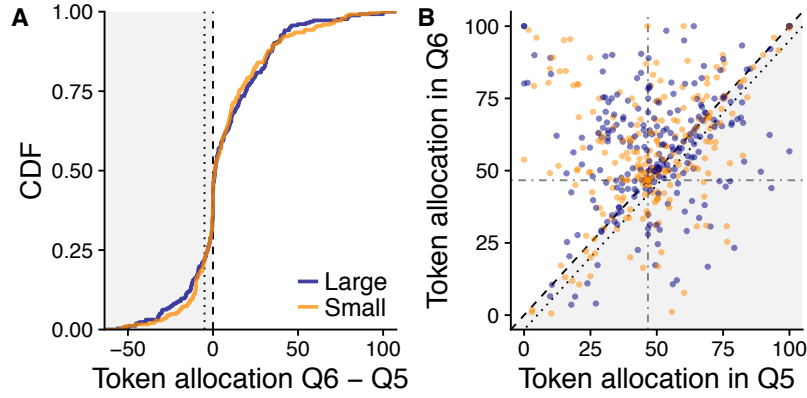 A
CDF
1.00
0.75
0.50
0.25
0.00
−50
0
50
100
Token allocation Q6 − Q5
Large
Small
B
Token allocation in Q6
100
75
50
25
0
0
25
50
75
100
Token allocation in Q5